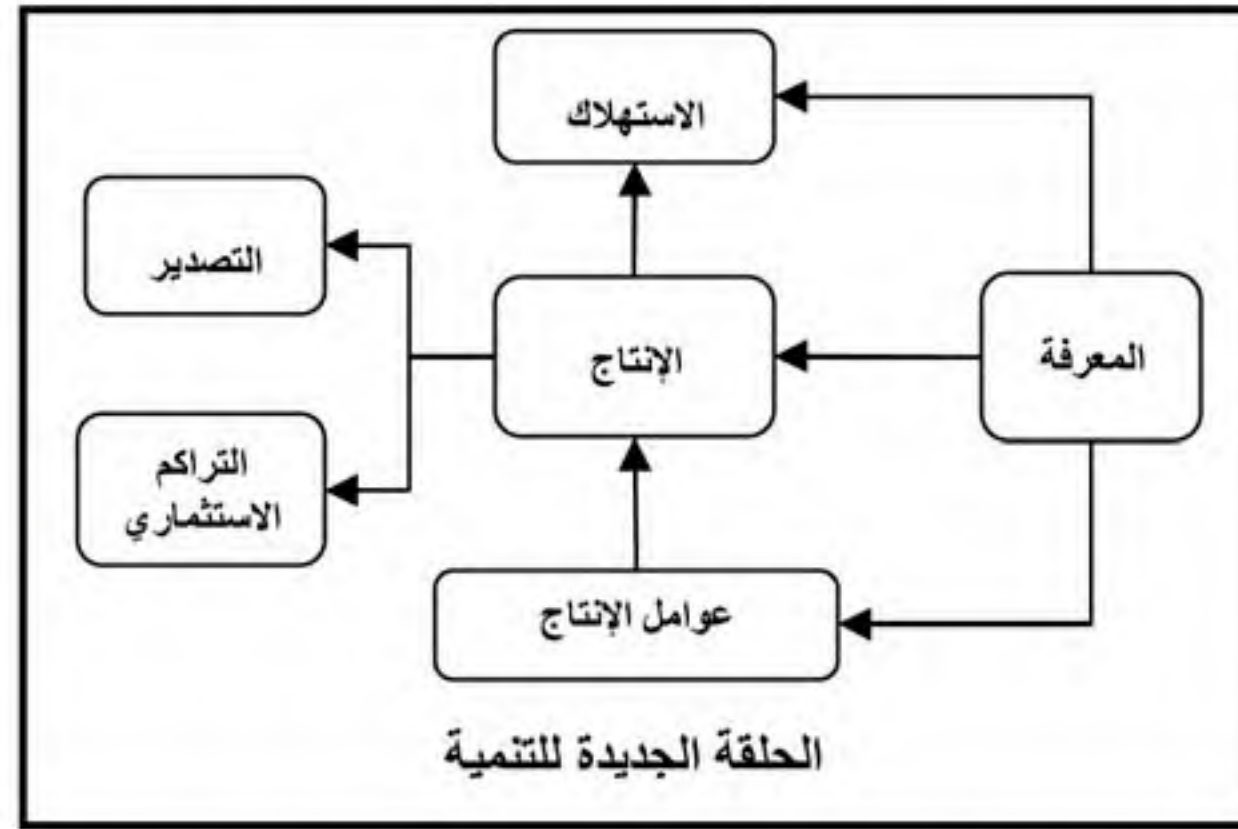 الاستهلاك
التصدير
الإنتاج
المعرفة
التراكم
الاستثماري
عوامل الإنتاج
الحلقة الجديدة للتنمية